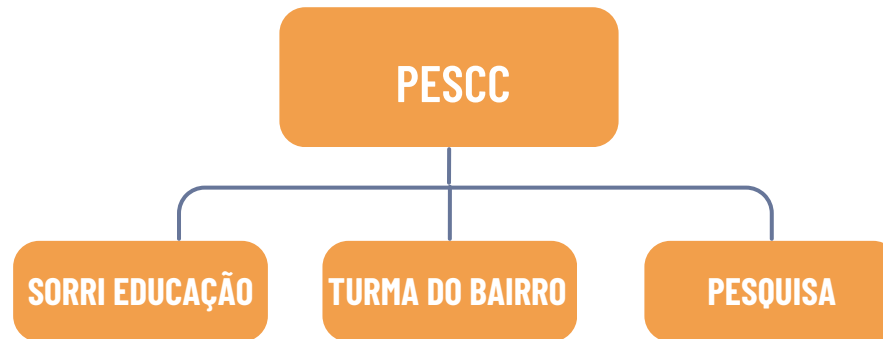 PESCC
SORRI EDUCAÇÃO
TURMA DO BAIRRO
PESQUISA